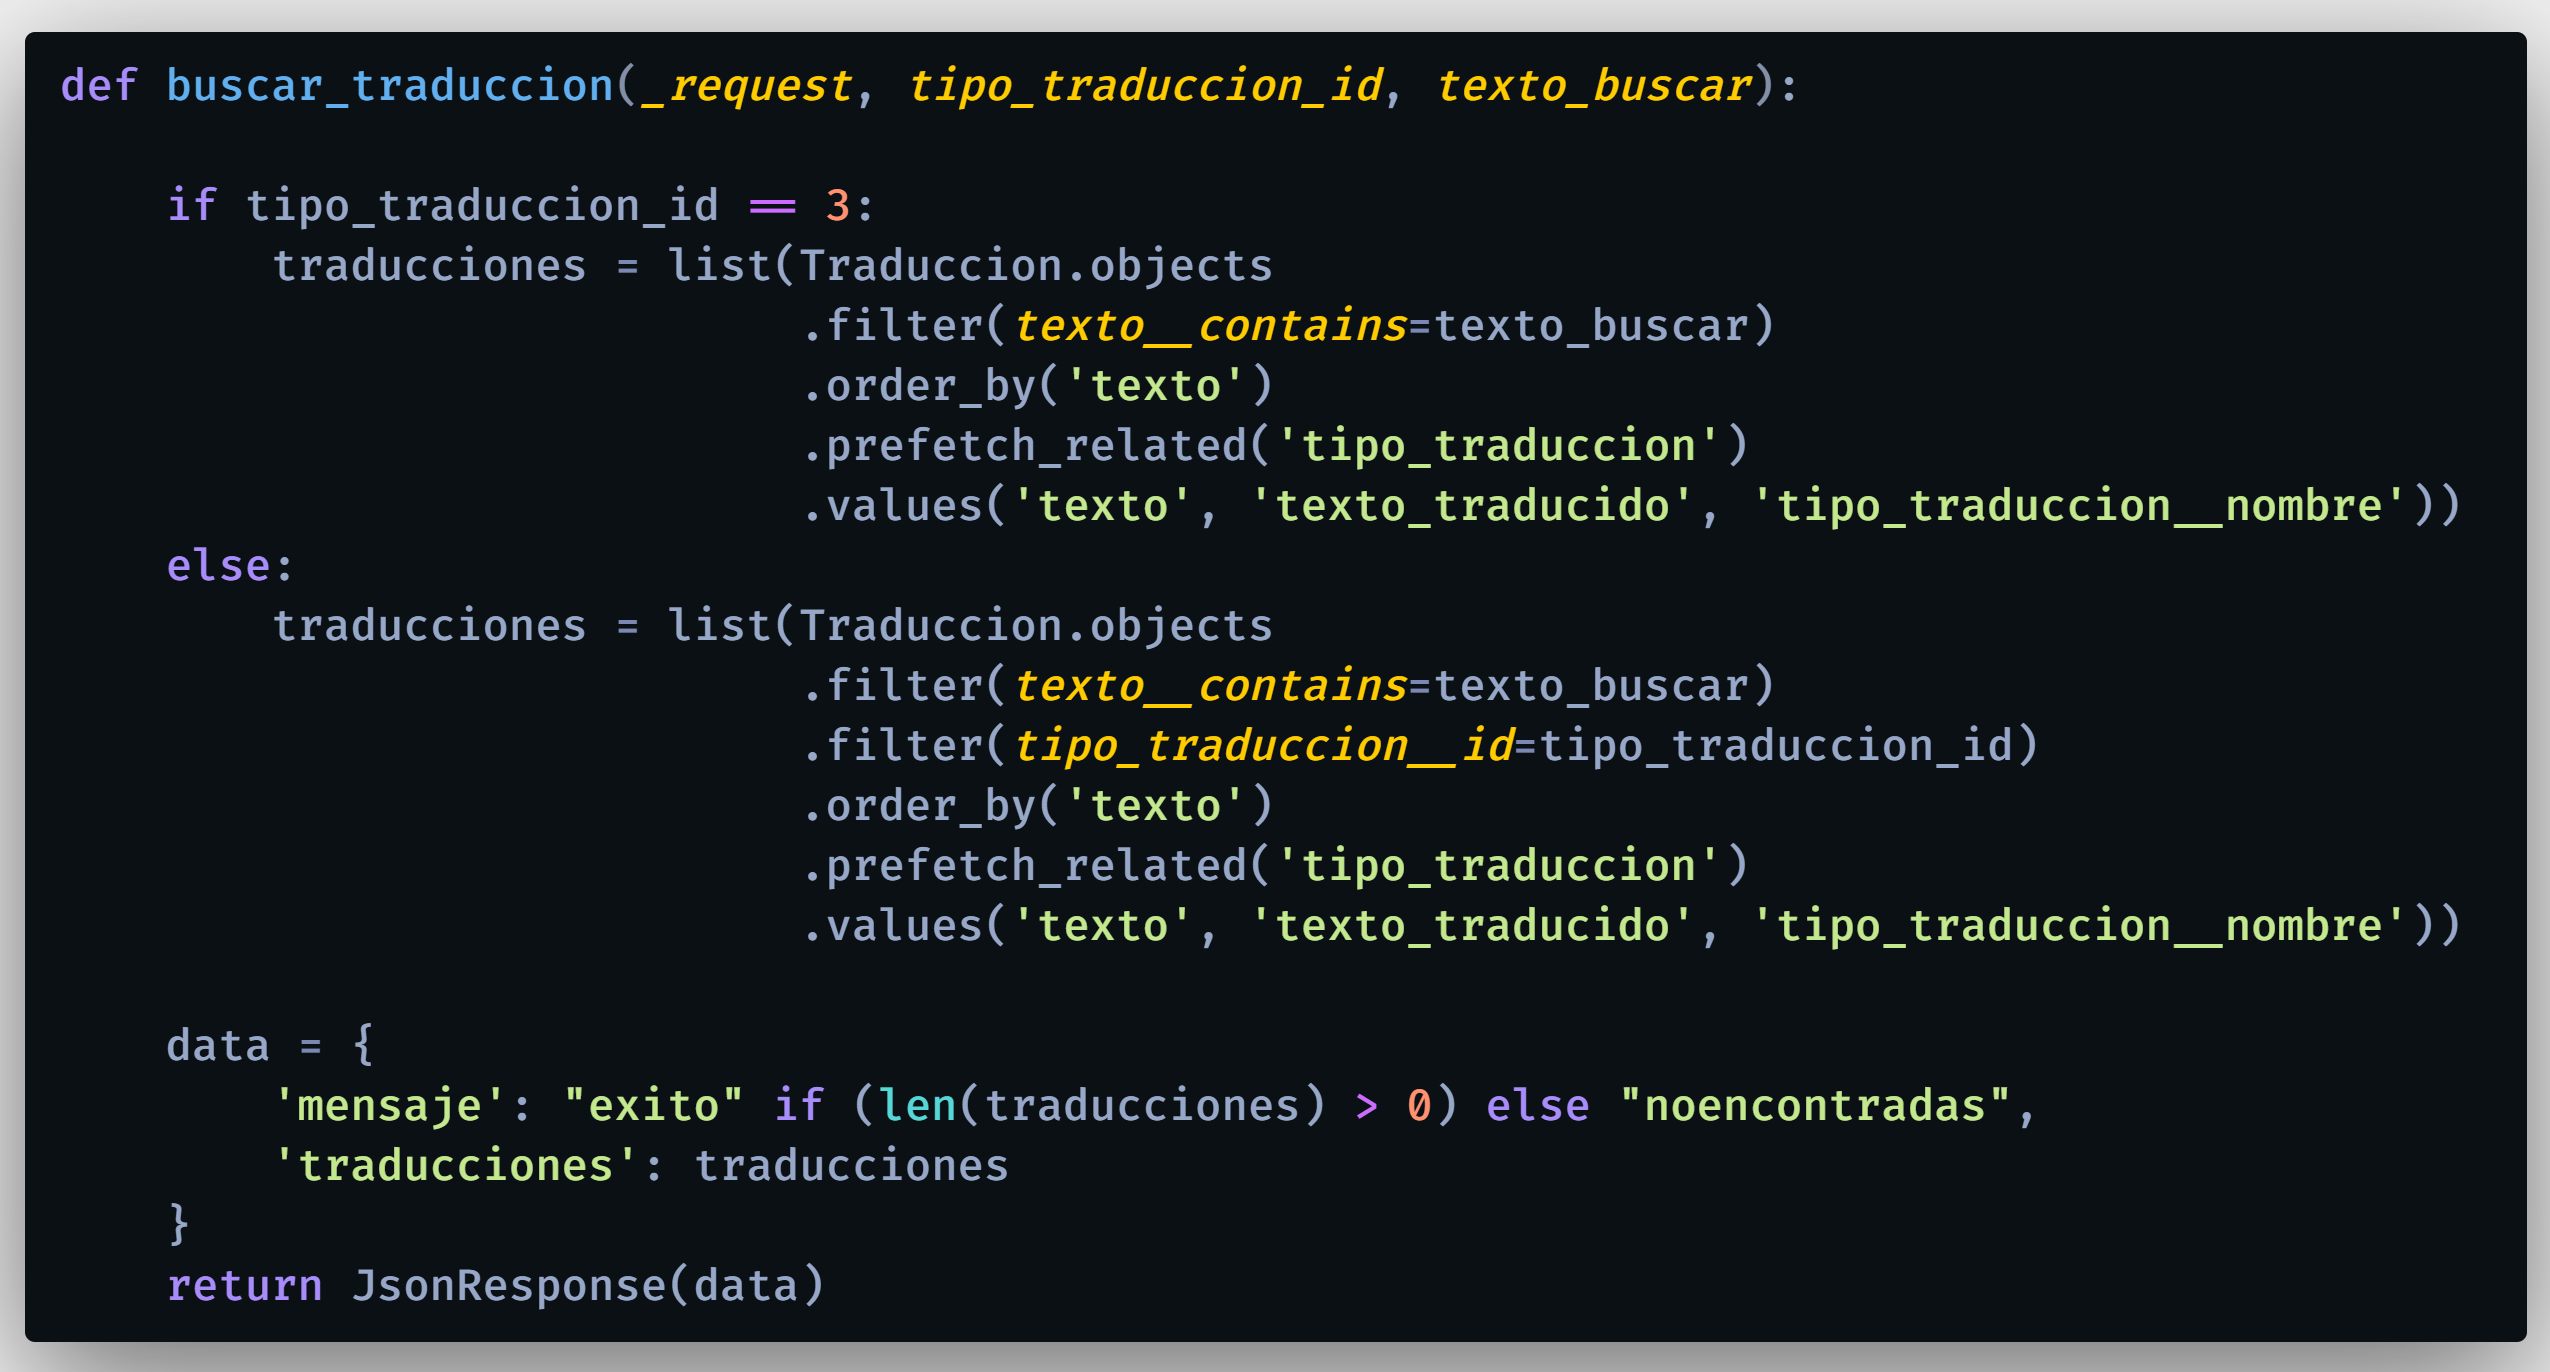 def buscar_traduccion(_request, tipo_traduccion_id, texto_buscar):

    if tipo_traduccion_id == 3:
        traducciones = list(Traduccion.objects
                            .filter(texto__contains=texto_buscar)
                            .order_by('texto')
                            .prefetch_related('tipo_traduccion')
                            .values('texto', 'texto_traducido', 'tipo_traduccion__nombre'))
    else:
        traducciones = list(Traduccion.objects
                            .filter(texto__contains=texto_buscar)
                            .filter(tipo_traduccion__id=tipo_traduccion_id)
                            .order_by('texto')
                            .prefetch_related('tipo_traduccion')
                            .values('texto', 'texto_traducido', 'tipo_traduccion__nombre'))

    data = {
        'mensaje': "exito" if (len(traducciones) > 0) else "noencontradas",
        'traducciones': traducciones
    }
    return JsonResponse(data)